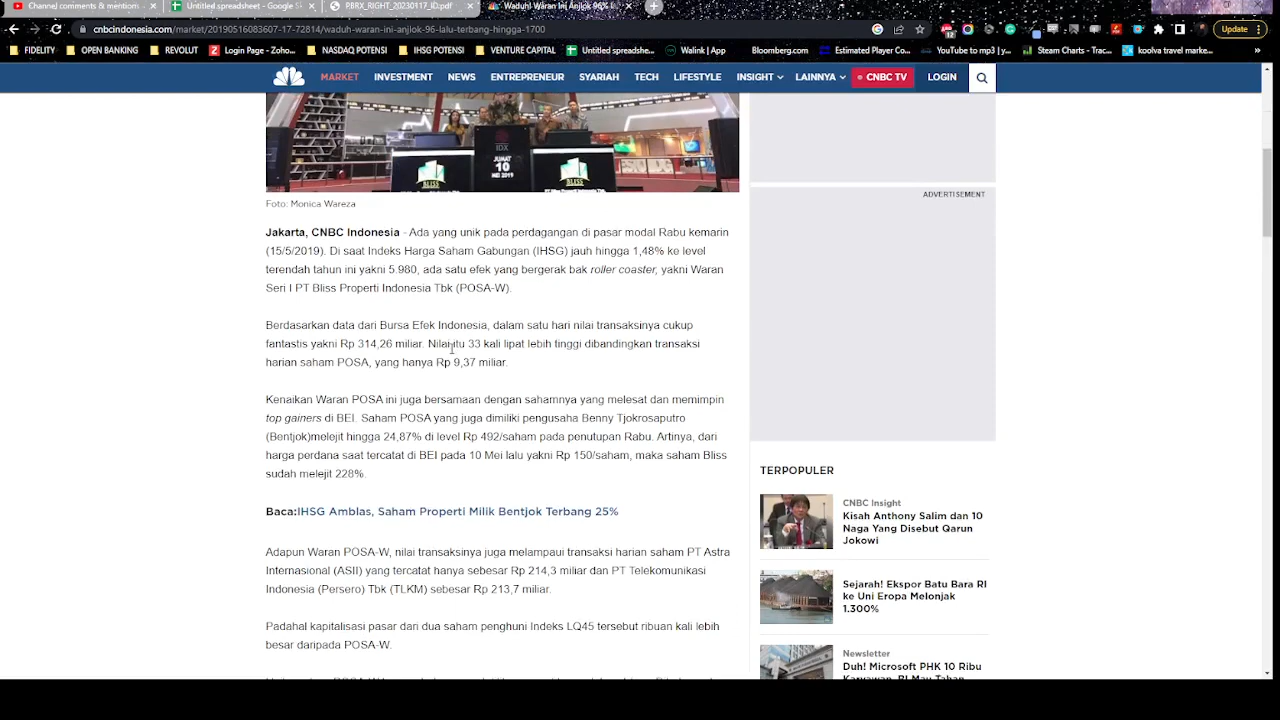 Channel comments & mention
Untitled.spreadsheet - Google S
PBRX_RIGHT_20230117_ID.pdf
Waduh! Waran Ini Anjlok 96%
cnbcindonesia.com/market/20190516083607-17-72814/waduh-waran-ini-anjlok-96-lalu-terbang-hingga-1700
Update
FIDELITY
OPEN BANKING
REVOLUT
Login Page - Zoho...
NASDAQ POTENSI
IHSG POTENSI
VENTURE CAPITAL
Untitled spreadshe...
Walink | App
Bloomberg.com
Estimated Player Co...
YouTube to mp3 | y...
Steam Charts - Trac...
koolva travel marke...
MARKET INVESTMENT NEWS ENTREPRENEUR SYARIAH TECH LIFESTYLE INSIGHT LAINNYA CNBC TV LOGIN
IDX
JUMAT
10
MEI 2019
BLISS
BLISS
Foto: Monica Wareza
Jakarta, CNBC Indonesia - Ada yang unik pada perdagangan di pasar modal Rabu kemarin
(15/5/2019). Di saat Indeks Harga Saham Gabungan (IHSG) jauh hingga 1,48% ke level
terendah tahun ini yakni 5.980, ada satu efek yang bergerak bak roller coaster, yakni Waran
Seri I PT Bliss Properti Indonesia Tbk (POSA-W).
Berdasarkan data dari Bursa Efek Indonesia, dalam satu hari nilai transaksinya cukup
fantastis yakni Rp 314,26 miliar. Nilai itu 33 kali lipat lebih tinggi dibandingkan transaksi
harian saham POSA, yang hanya Rp 9,37 miliar.
Kenaikan Waran POSA ini juga bersamaan dengan sahamnya yang melesat dan memimpin
top gainers di BEI. Saham POSA yang juga dimiliki pengusaha Benny Tjokrosaputro
(Bentjok)melejit hingga 24,87% di level Rp 492/saham pada penutupan Rabu. Artinya, dari
harga perdana saat tercatat di BEI pada 10 Mei lalu yakni Rp 150/saham, maka saham Bliss
sudah melejit 228%.
Baca:IHSG Amblas, Saham Properti Milik Bentjok Terbang 25%
Adapun Waran POSA-W, nilai transaksinya juga melampaui transaksi harian saham PT Astra
Internasional (ASII) yang tercatat hanya sebesar Rp 214,3 miliar dan PT Telekomunikasi
Indonesia (Persero) Tbk (TLKM) sebesar Rp 213,7 miliar.
Padahal kapitalisasi pasar dari dua saham penghuni Indeks LQ45 tersebut ribuan kali lebih
besar daripada POSA-W.
ADVERTISEMENT
TERPOPULER
CNBC Insight
Kisah Anthony Salim dan 10
Naga Yang Disebut Qarun
Jokowi
Sejarah! Ekspor Batu Bara RI
ke Uni Eropa Melonjak
1.300%
Newsletter
Duh! Microsoft PHK 10 Ribu
Karyawan, BI Mau Tahan